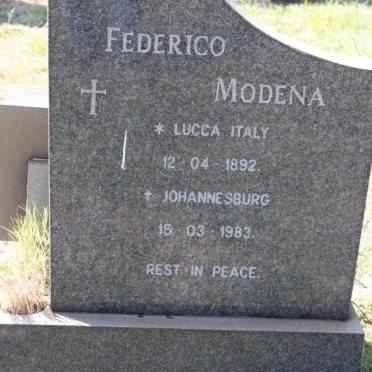 FEDERICO
MODENA
* LUCCA ITALY
12·04·1892.
† JOHANNESBURG
15·03·1983.
REST IN PEACE.